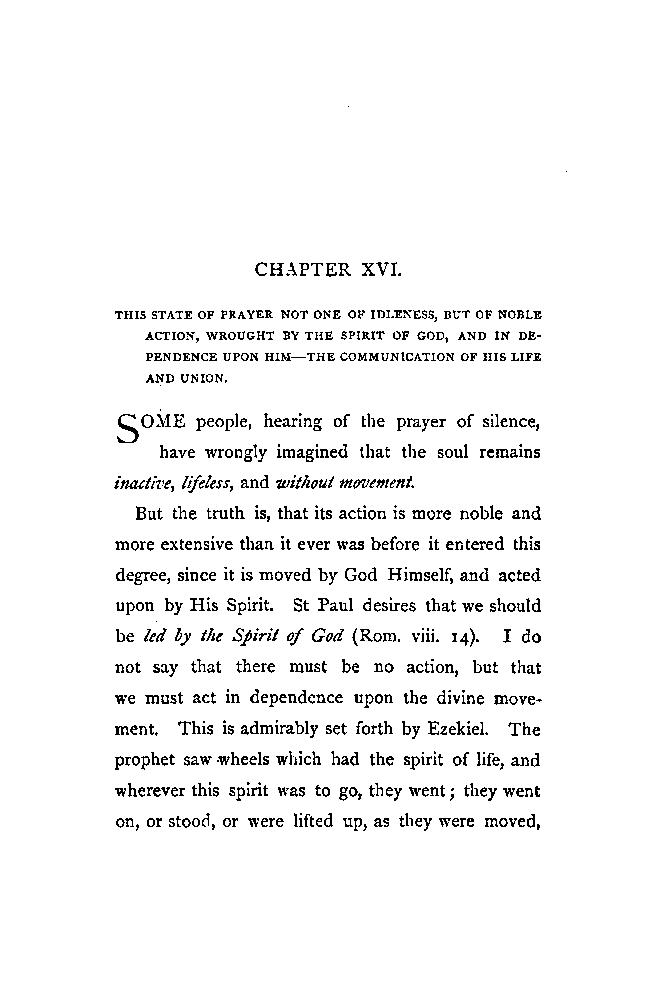 CHAPTER XVI.
THIS STATE OF PRAYER NOT ONE OF IDLENESS, BUT OF NOBLE
ACTION, WROUGHT BY THE SPIRIT OF GOD, AND IN DE-
PENDENCE UPON HIM—THE COMMUNICATION OF HIS LIFE
AND UNION.
SOME people, hearing of the prayer of silence,
have wrongly imagined that the soul remains
inactive, lifeless, and without movement.
But the truth is, that its action is more noble and
more extensive than it ever was before it entered this
degree, since it is moved by God Himself, and acted
upon by His Spirit. St Paul desires that we should
be led by the Spirit of God (Rom. viii. 14). I do
not say that there must be no action, but that
we must act in dependence upon the divine move-
ment. This is admirably set forth by Ezekiel. The
prophet saw wheels which had the spirit of life, and
wherever this spirit was to go, they went; they went
on, or stood, or were lifted up, as they were moved,